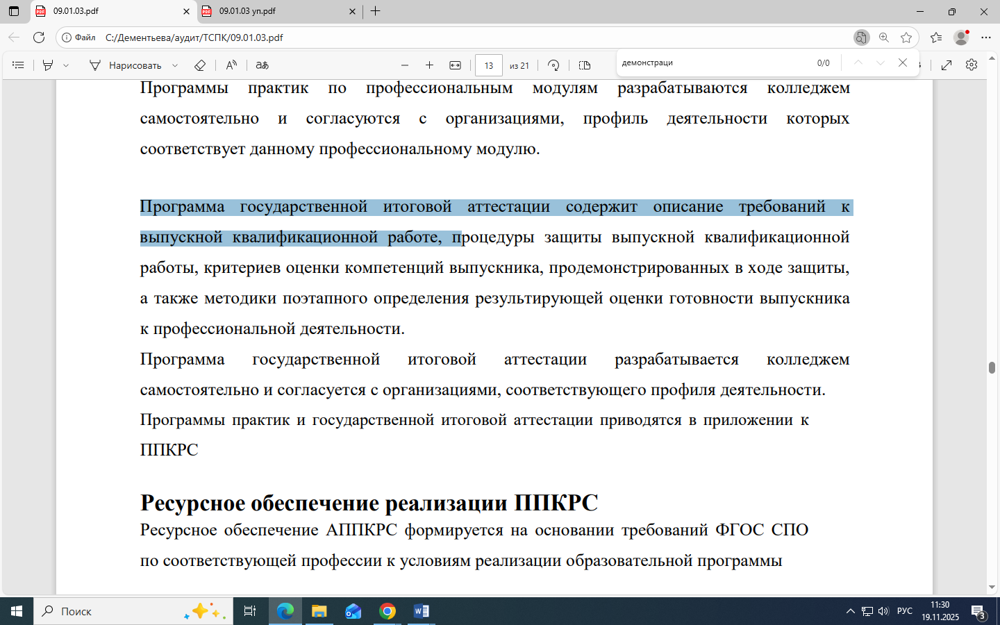 09.01.03.pdf
09.01.03 уп.pdf
Файл
C:/Дементьева/аудит/ТСПК/09.01.03.pdf
Нарисовать
13
из 21
демонстраци
0/0
Программы практик по профессиональным модулям разрабатываются колледжем
самостоятельно и согласуются с организациями, профиль деятельности которых
соответствует данному профессиональному модулю.
Программа государственной итоговой аттестации содержит описание требований к
выпускной квалификационной работе, процедуры защиты выпускной квалификационной
работы, критериев оценки компетенций выпускника, продемонстрированных в ходе защиты,
а также методики поэтапного определения результирующей оценки готовности выпускника
к профессиональной деятельности.
Программа государственной итоговой аттестации разрабатывается колледжем
самостоятельно и согласуется с организациями, соответствующего профиля деятельности.
Программы практик и государственной итоговой аттестации приводятся в приложении к
ППКРС
Ресурсное обеспечение реализации ППКРС
Ресурсное обеспечение АППКРС формируется на основании требований ФГОС СПО
по соответствующей профессии к условиям реализации образовательной программы
Поиск
РУС
11:30
19.11.2025
3